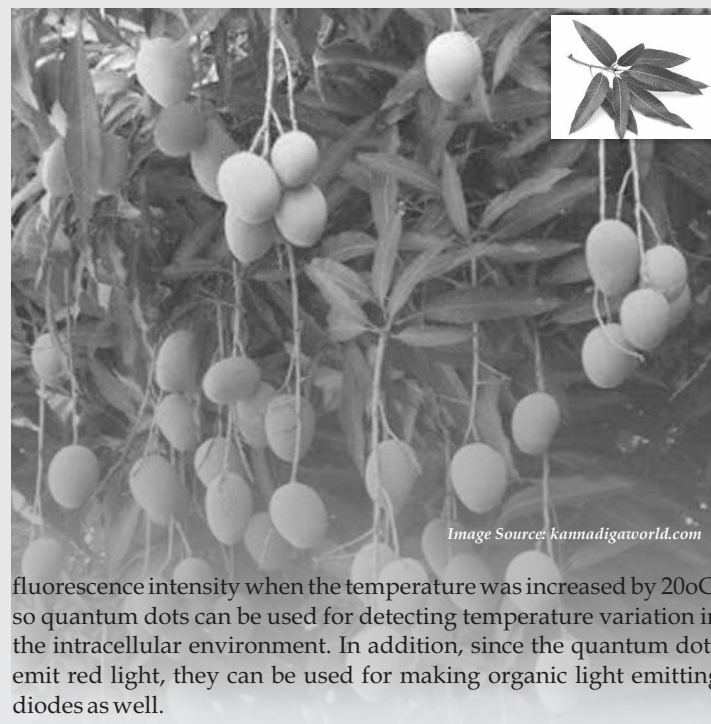 Image Source: kannadigaworld.com
fluorescence intensity when the temperature was increased by 20oC
so quantum dots can be used for detecting temperature variation in
the intracellular environment. In addition, since the quantum dot
emit red light, they can be used for making organic light emitting
diodes as well.